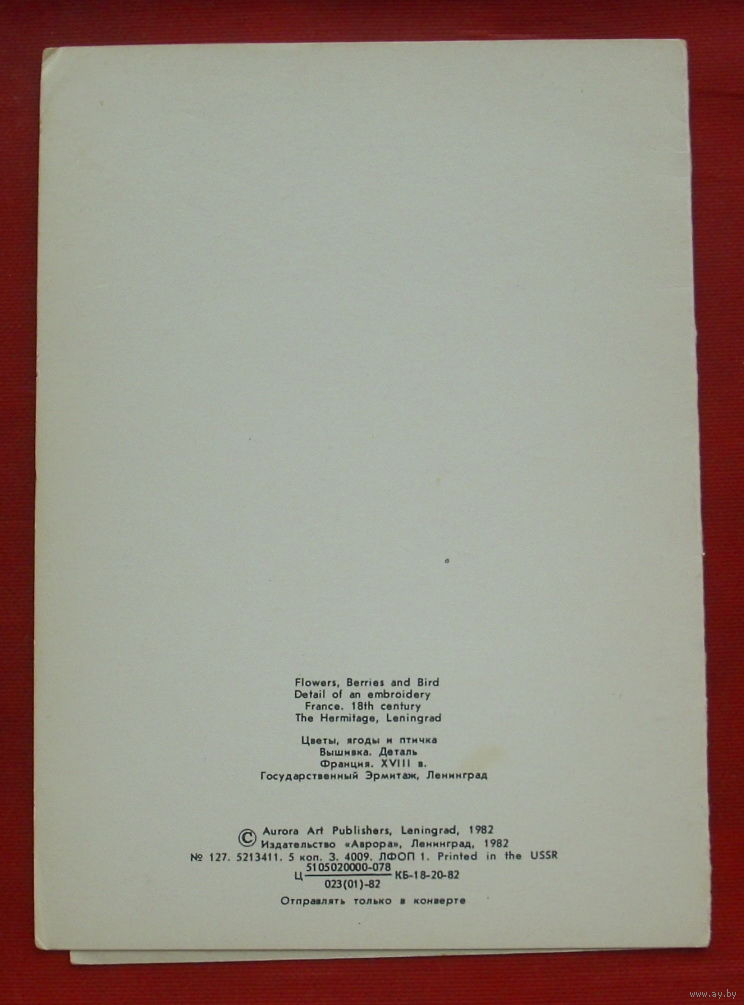 Flowers, Berries and Bird
Detail of an embroidery
France. 18th century
The Hermitage, Leningrad
Цветы, ягоды и птичка
Вышивка. Деталь
Франция. XVIII в.
Государственный Эрмитаж, Ленинград
© Aurora Art Publishers, Leningrad, 1982
Издательство «Аврора», Ленинград, 1982
№ 127. 5213411. 5 коп. З. 4009. ЛФОП 1. Printed in the USSR
5105020000-078
Ц КБ-18-20-82
023(01)-82
Отправлять только в конверте
www.ay.by